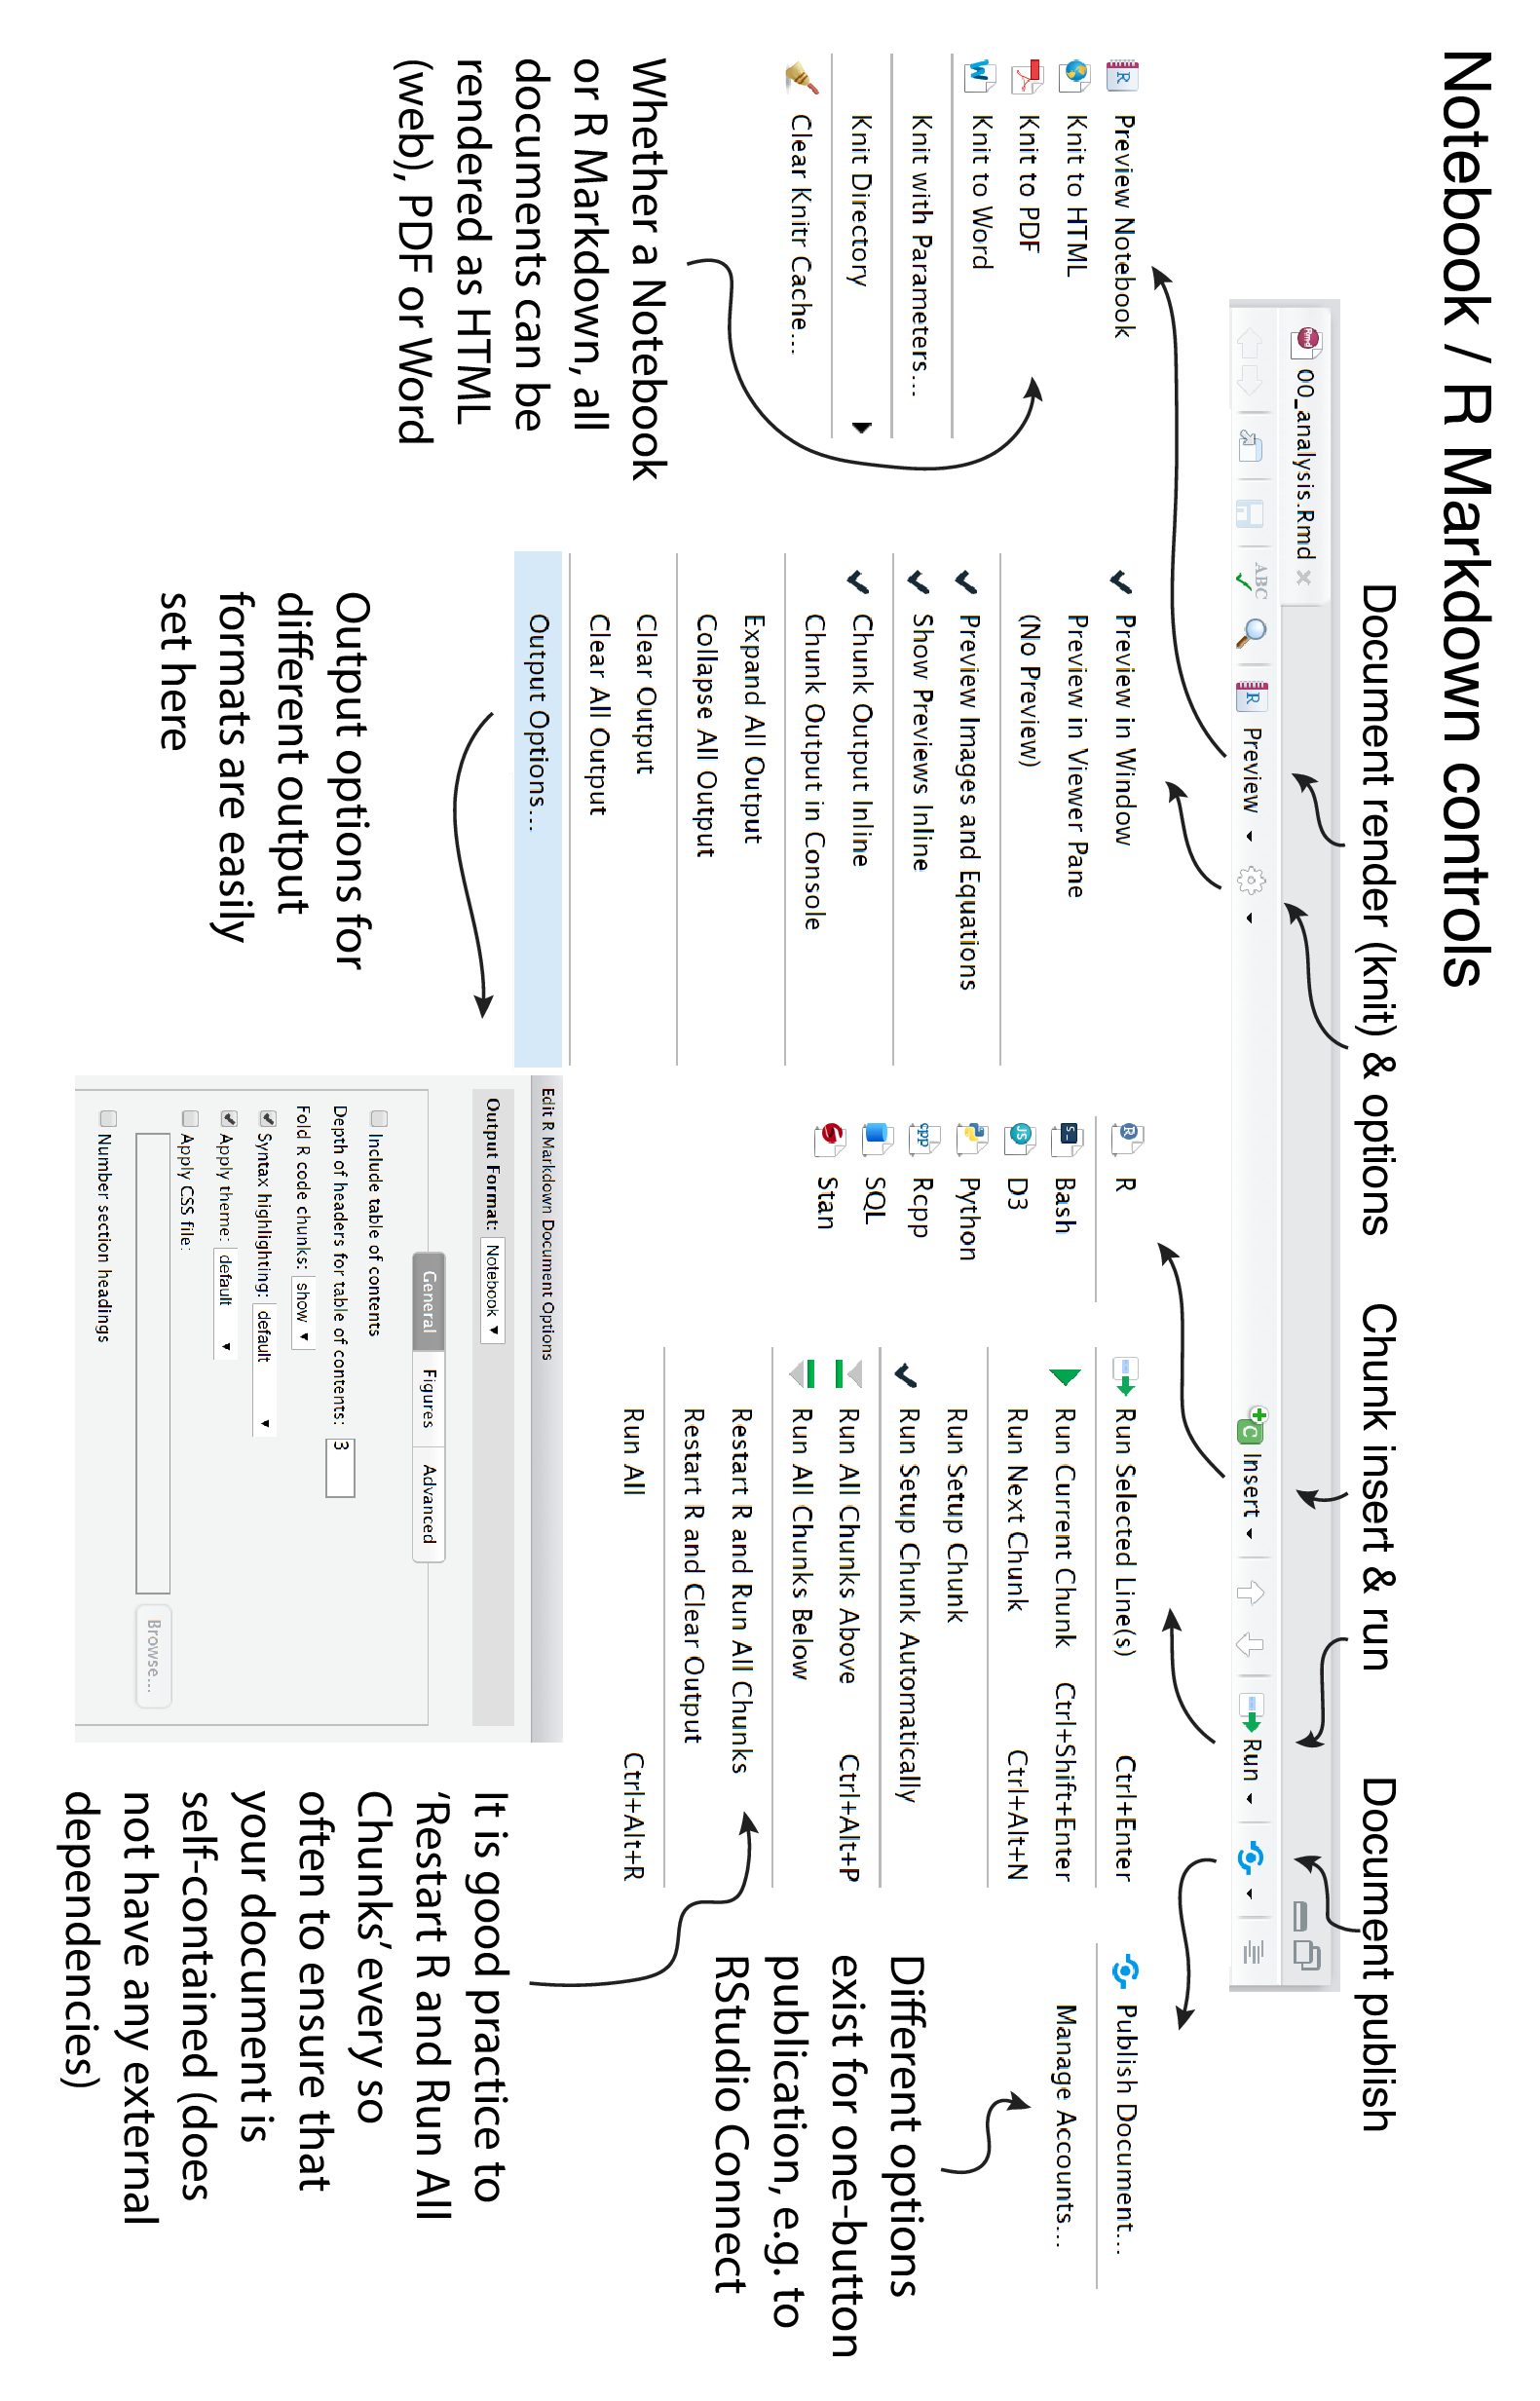 Notebook / R Markdown controls
Document render (knit) & options
Chunk insert & run
Document publish
00_analysis.Rmd
ABC
Preview
Insert
Run
Preview Notebook
Knit to HTML
Knit to PDF
Knit to Word
Knit with Parameters...
Knit Directory
Clear Knitr Cache...
Whether a Notebook
or R Markdown, all
documents can be
rendered as HTML
(web), PDF or Word
Preview in Window
Preview in Viewer Pane
(No Preview)
Preview Images and Equations
Show Previews Inline
Chunk Output Inline
Chunk Output in Console
Expand All Output
Collapse All Output
Clear Output
Clear All Output
Output Options...
Output options for
different output
formats are easily
set here
R
Bash
D3
Python
Rcpp
SQL
Stan
Run Selected Line(s) Ctrl+Enter
Run Current Chunk Ctrl+Shift+Enter
Run Next Chunk Ctrl+Alt+N
Run Setup Chunk
Run Setup Chunk Automatically
Run All Chunks Above Ctrl+Alt+P
Run All Chunks Below
Restart R and Run All Chunks
Restart R and Clear Output
Run All Ctrl+Alt+R
Publish Document...
Manage Accounts...
Different options
exist for one-button
publication, e.g. to
RStudio Connect
Edit R Markdown Document Options
Output Format: Notebook
General Figures Advanced
Include table of contents
Depth of headers for table of contents: 3
Fold R code chunks: show
Syntax highlighting: default
Apply theme: default
Apply CSS file:
Browse...
Number section headings
It is good practice to
‘Restart R and Run All
Chunks’ every so
often to ensure that
your document is
self-contained (does
not have any external
dependencies)